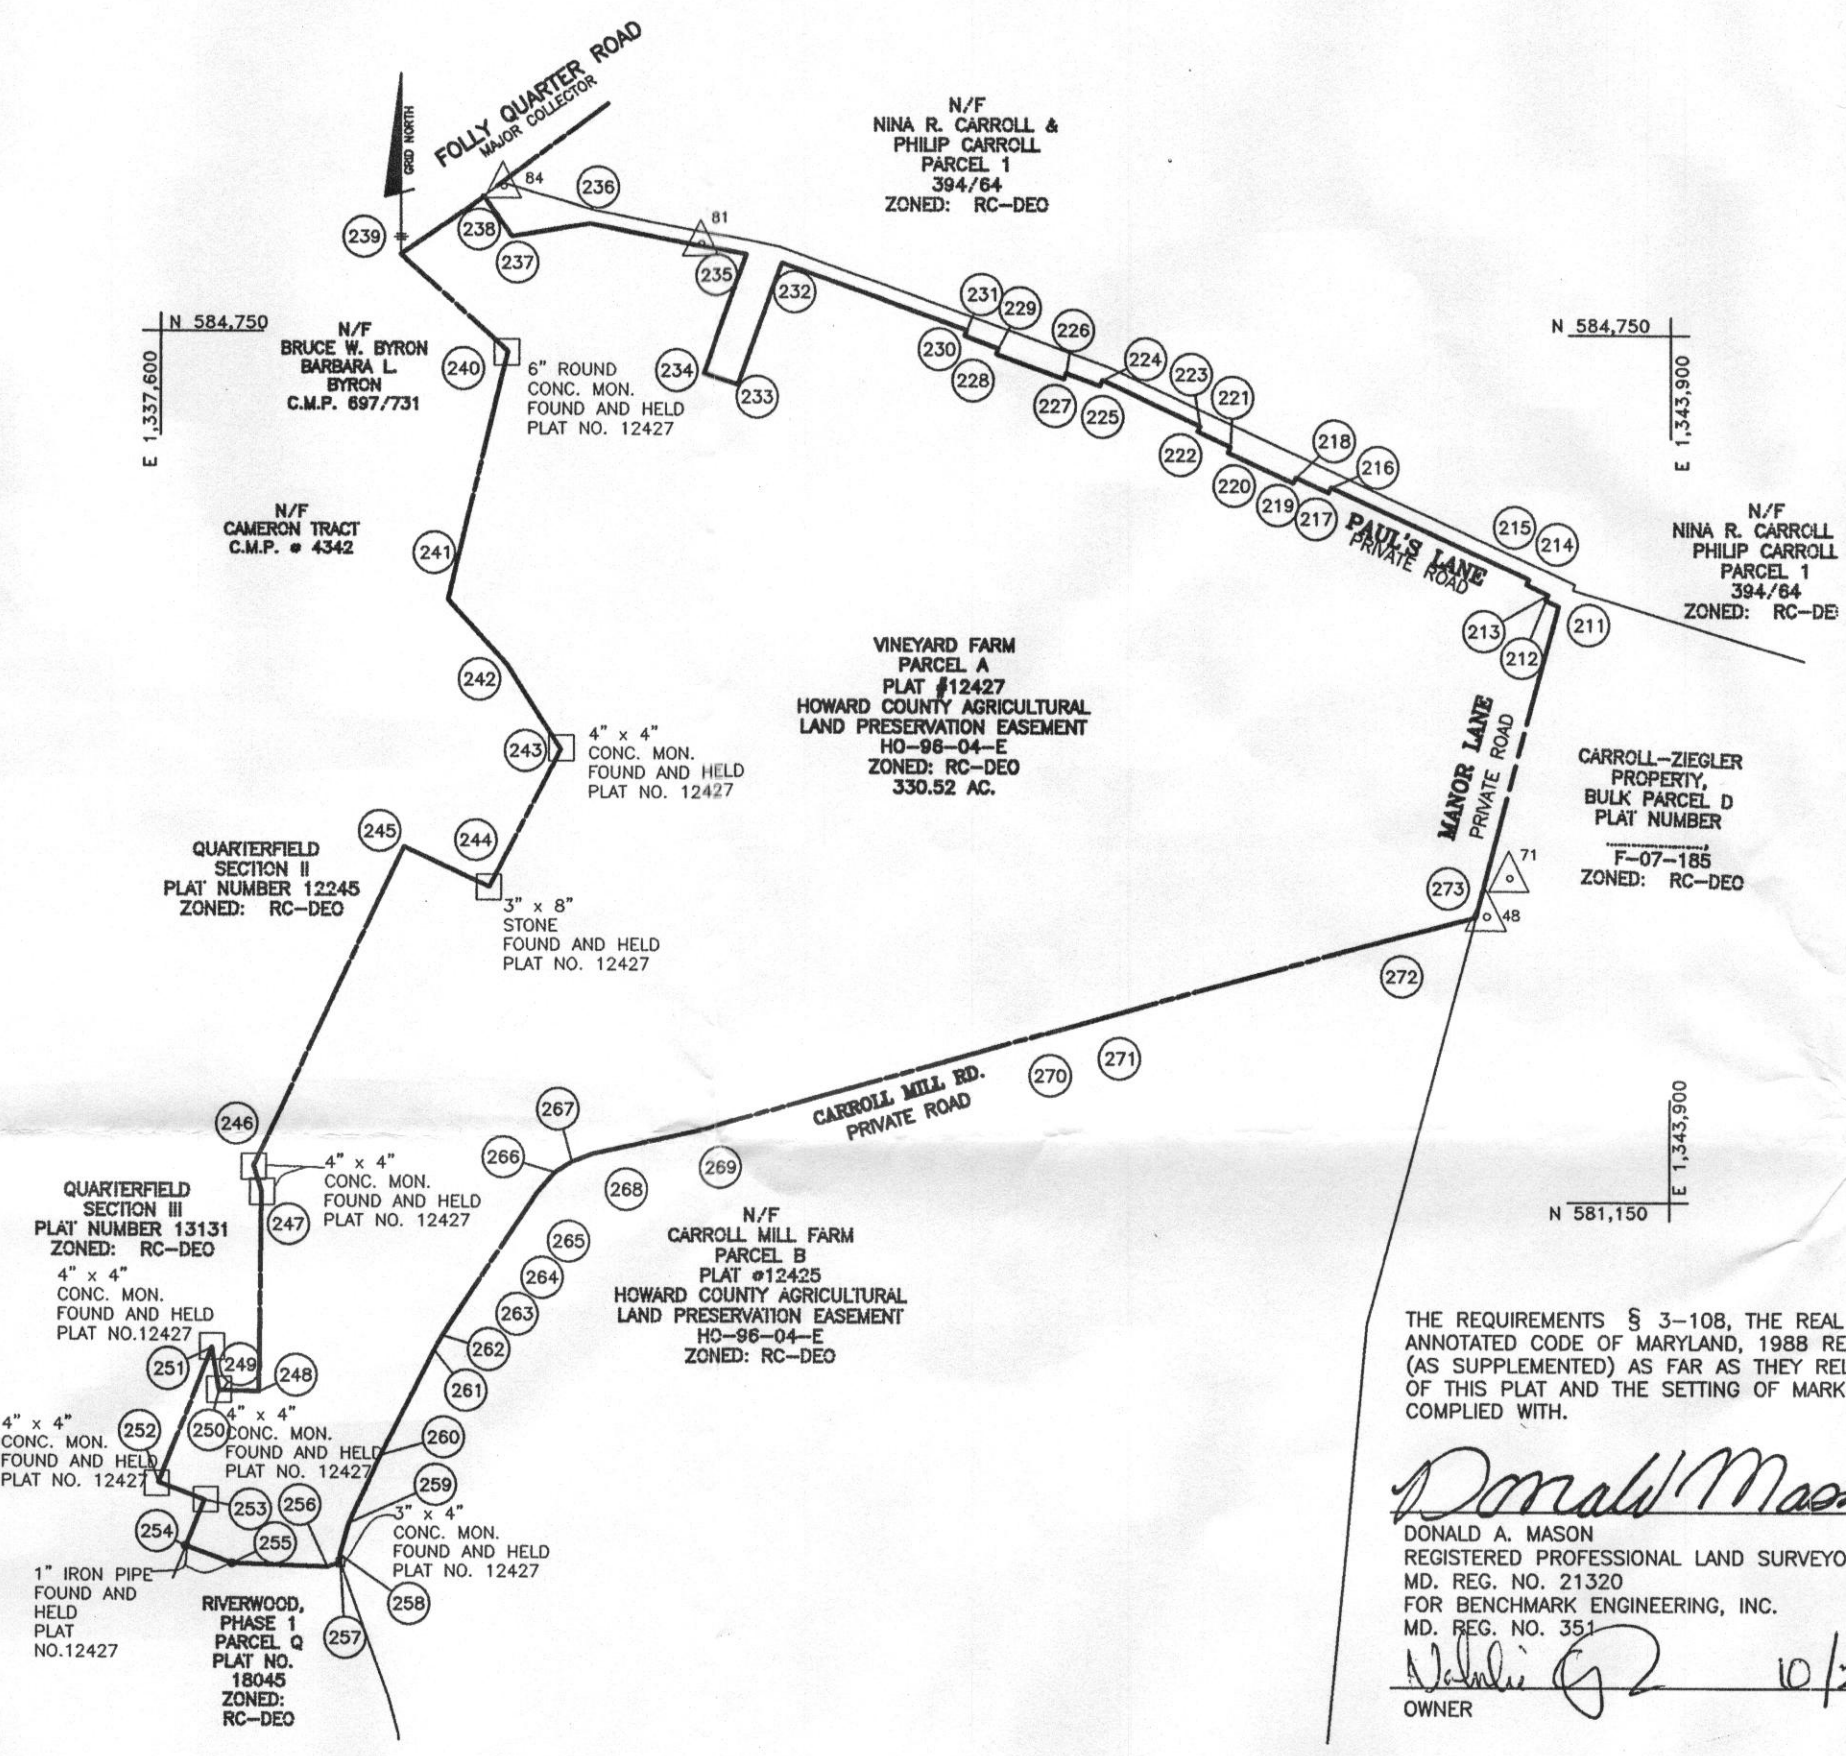 FOLLY QUARTER ROAD
MAJOR COLLECTOR
GRID NORTH
84
81
236
239
238
237
235
232
234
233
231
229
226
230
228
227
224
225
223
221
222
220
218
219
217
216
215
214
213
212
211
N/F
NINA R. CARROLL &
PHILIP CARROLL
PARCEL 1
394/64
ZONED: RC-DEO
N 584,750
E 1,337,600
N/F
BRUCE W. BYRON
BARBARA L.
BYRON
C.M.P. 697/731
240
6" ROUND
CONC. MON.
FOUND AND HELD
PLAT NO. 12427
N 584,750
E 1,343,900
N/F
CAMERON TRACT
C.M.P. # 4342
241
PAUL'S LANE
PRIVATE ROAD
N/F
NINA R. CARROLL
PHILIP CARROLL
PARCEL 1
394/64
ZONED: RC-DE
VINEYARD FARM
PARCEL A
PLAT #12427
HOWARD COUNTY AGRICULTURAL
LAND PRESERVATION EASEMENT
HO-96-04-E
ZONED: RC-DEO
330.52 AC.
242
243
4" x 4"
CONC. MON.
FOUND AND HELD
PLAT NO. 12427
MANOR LANE
PRIVATE ROAD
CARROLL-ZIEGLER
PROPERTY,
BULK PARCEL D
PLAT NUMBER
..................,
F-07-185
ZONED: RC-DEO
245
244
QUARTERFIELD
SECTION II
PLAT NUMBER 12245
ZONED: RC-DEO
3" x 8"
STONE
FOUND AND HELD
PLAT NO. 12427
71
273
48
272
271
270
CARROLL MILL RD.
PRIVATE ROAD
267
266
269
268
246
4" x 4"
CONC. MON.
FOUND AND HELD
PLAT NO. 12427
247
QUARTERFIELD
SECTION III
PLAT NUMBER 13131
ZONED: RC-DEO
4" x 4"
CONC. MON.
FOUND AND HELD
PLAT NO.12427
N/F
CARROLL MILL FARM
PARCEL B
PLAT #12425
HOWARD COUNTY AGRICULTURAL
LAND PRESERVATION EASEMENT
HO-96-04-E
ZONED: RC-DEO
E 1,343,900
N 581,150
265
264
263
262
261
260
259
251
249
248
252
250
4" x 4"
CONC. MON.
FOUND AND HELD
PLAT NO. 12427
4" x 4"
CONC. MON.
FOUND AND HELD
PLAT NO. 12427
253
256
254
255
3" x 4"
CONC. MON.
FOUND AND HELD
PLAT NO. 12427
258
257
1" IRON PIPE
FOUND AND
HELD
PLAT
NO.12427
RIVERWOOD,
PHASE 1
PARCEL Q
PLAT NO.
18045
ZONED:
RC-DEO
THE REQUIREMENTS § 3-108, THE REAL
ANNOTATED CODE OF MARYLAND, 1988 RE
(AS SUPPLEMENTED) AS FAR AS THEY REL
OF THIS PLAT AND THE SETTING OF MARK
COMPLIED WITH.
Donald Mas
DONALD A. MASON
REGISTERED PROFESSIONAL LAND SURVEYO
MD. REG. NO. 21320
FOR BENCHMARK ENGINEERING, INC.
MD. REG. NO. 351
10/2
OWNER